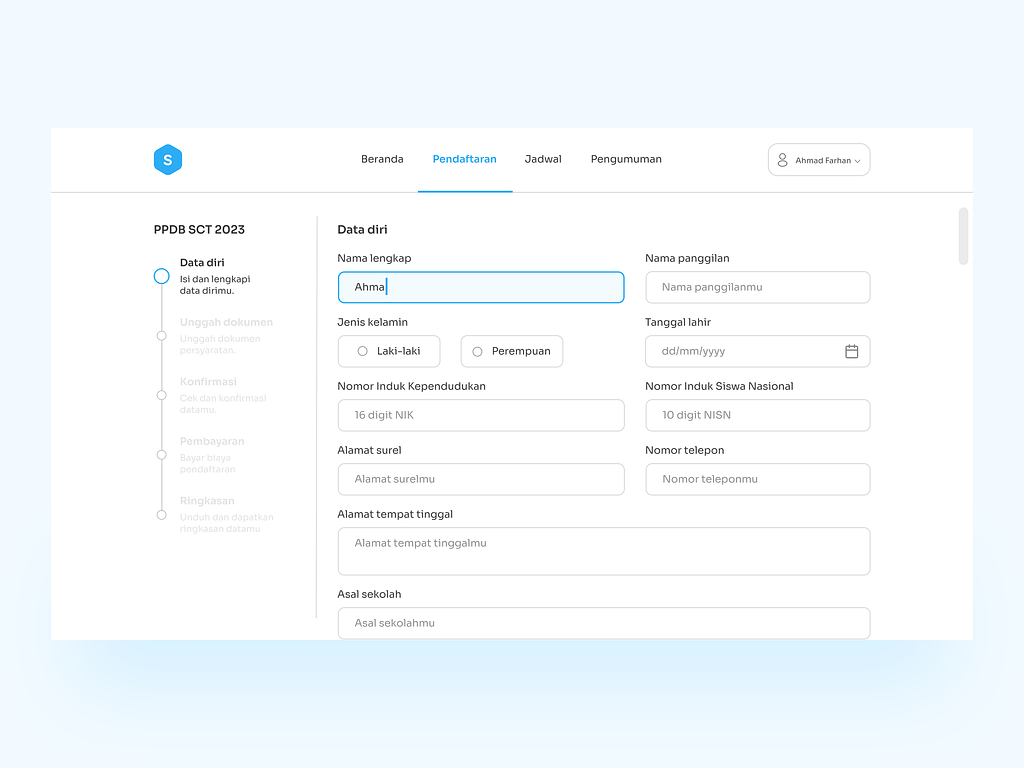 S
Beranda Pendaftaran Jadwal Pengumuman Ahmad Farhan
PPDB SCT 2023
Data diri
Isi dan lengkapi
data dirimu.
Unggah dokumen
Unggah dokumen
persyaratan.
Konfirmasi
Cek dan konfirmasi
datamu.
Pembayaran
Bayar biaya
pendaftaran
Ringkasan
Unduh dan dapatkan
ringkasan datamu
Data diri
Nama lengkap Nama panggilan
Ahma Nama panggilanmu
Jenis kelamin Tanggal lahir
Laki-laki Perempuan dd/mm/yyyy
Nomor Induk Kependudukan Nomor Induk Siswa Nasional
16 digit NIK 10 digit NISN
Alamat surel Nomor telepon
Alamat surelmu Nomor teleponmu
Alamat tempat tinggal
Alamat tempat tinggalmu
Asal sekolah
Asal sekolahmu